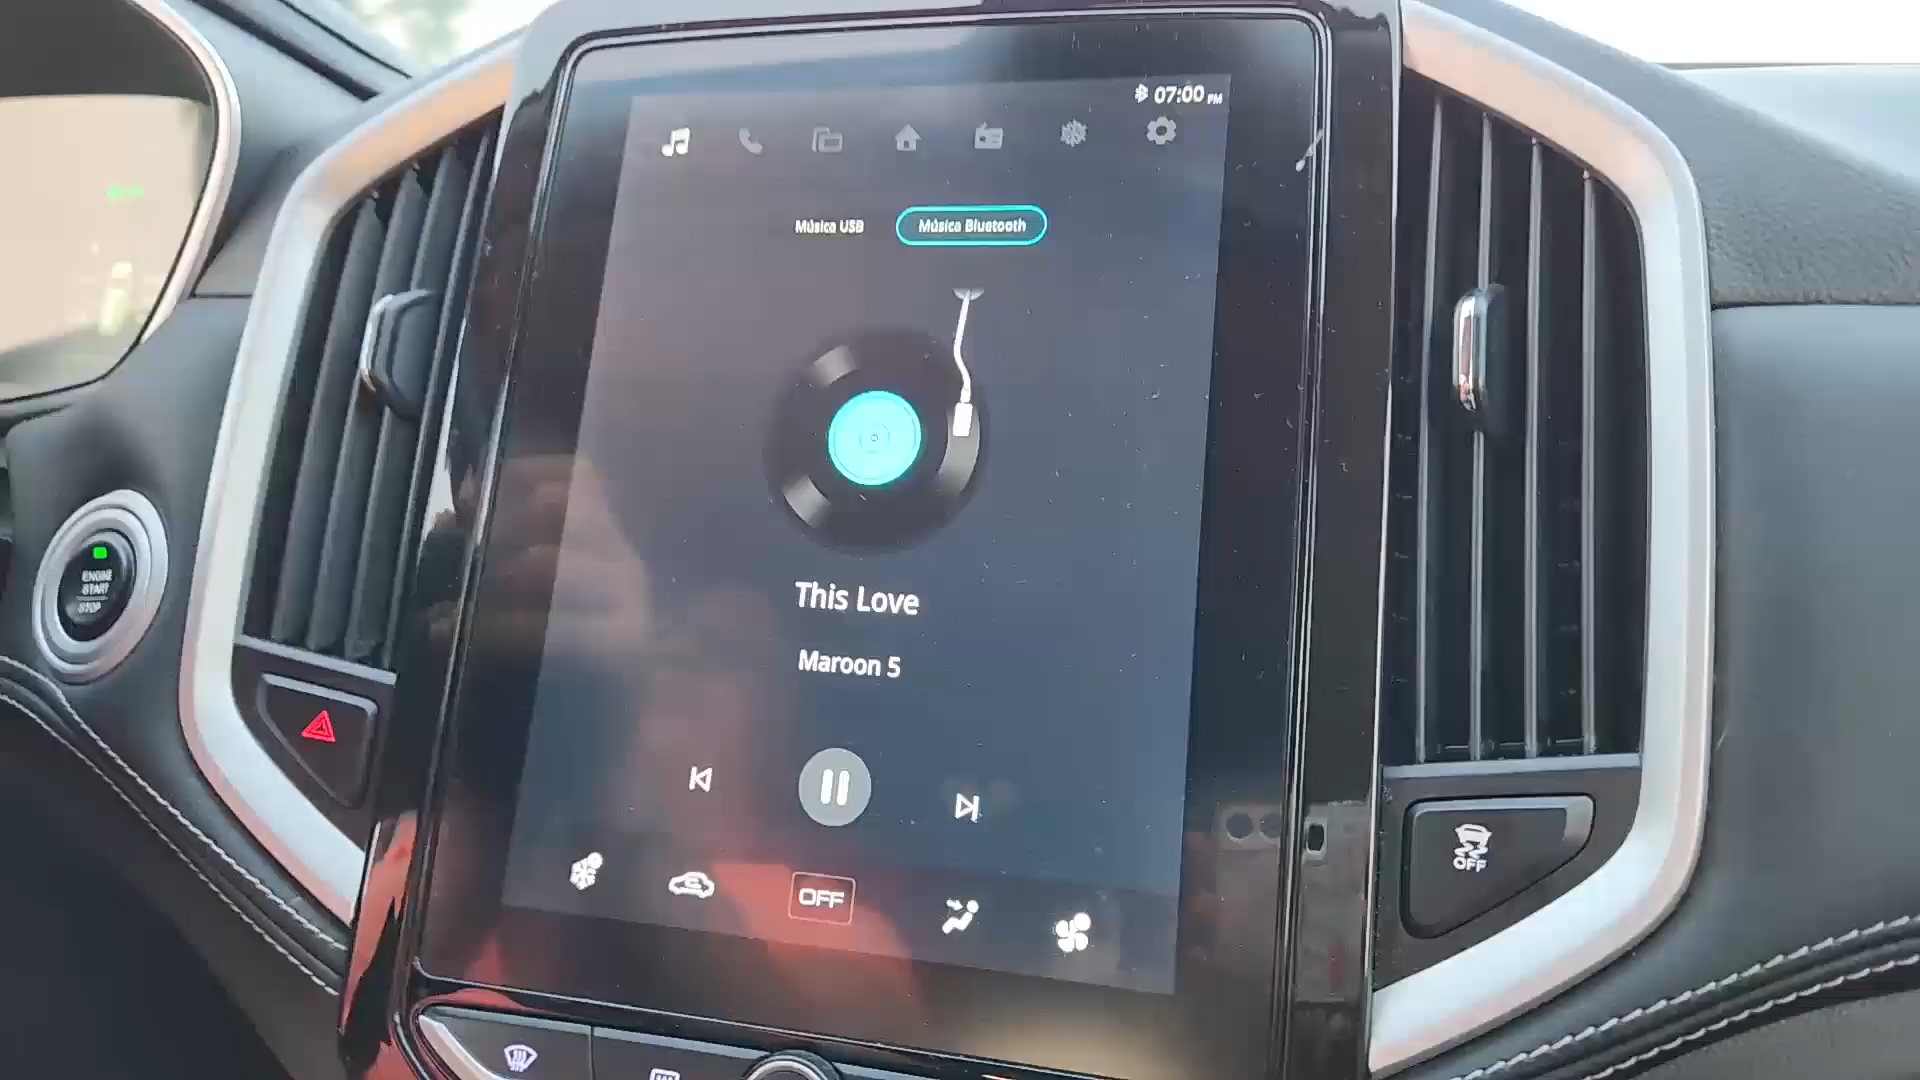 07:00 PM
Música USB
Música Bluetooth
This Love
Maroon 5
OFF
ENGINE
START
STOP
OFF